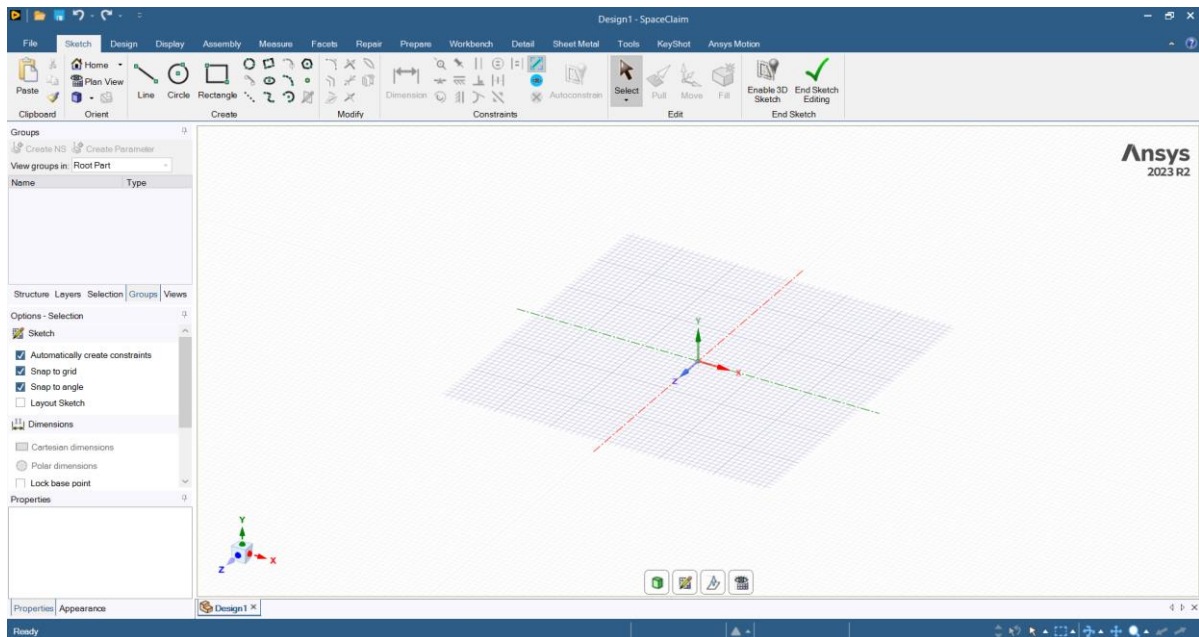 Design1 - SpaceClaim
File Sketch Design Display Assembly Measure Facets Repair Prepare Workbench Detail Sheet Metal Tools KeyShot Ansys Motion
Paste
Home
Plan View
Line Circle Rectangle
Dimension
Autoconstrain
Select Pull Move Fill
Enable 3D Sketch
End Sketch Editing
Clipboard Orient Create Modify Constraints Edit End Sketch
Groups
Create NS Create Parameter
View groups in: Root Part
Name Type
Structure Layers Selection Groups Views
Options - Selection
Sketch
Automatically create constraints
Snap to grid
Snap to angle
Layout Sketch
Dimensions
Cartesian dimensions
Polar dimensions
Lock base point
Properties
Properties Appearance
Ansys
2023 R2
Y
X
Z
Y
X
Z
Design1
Ready